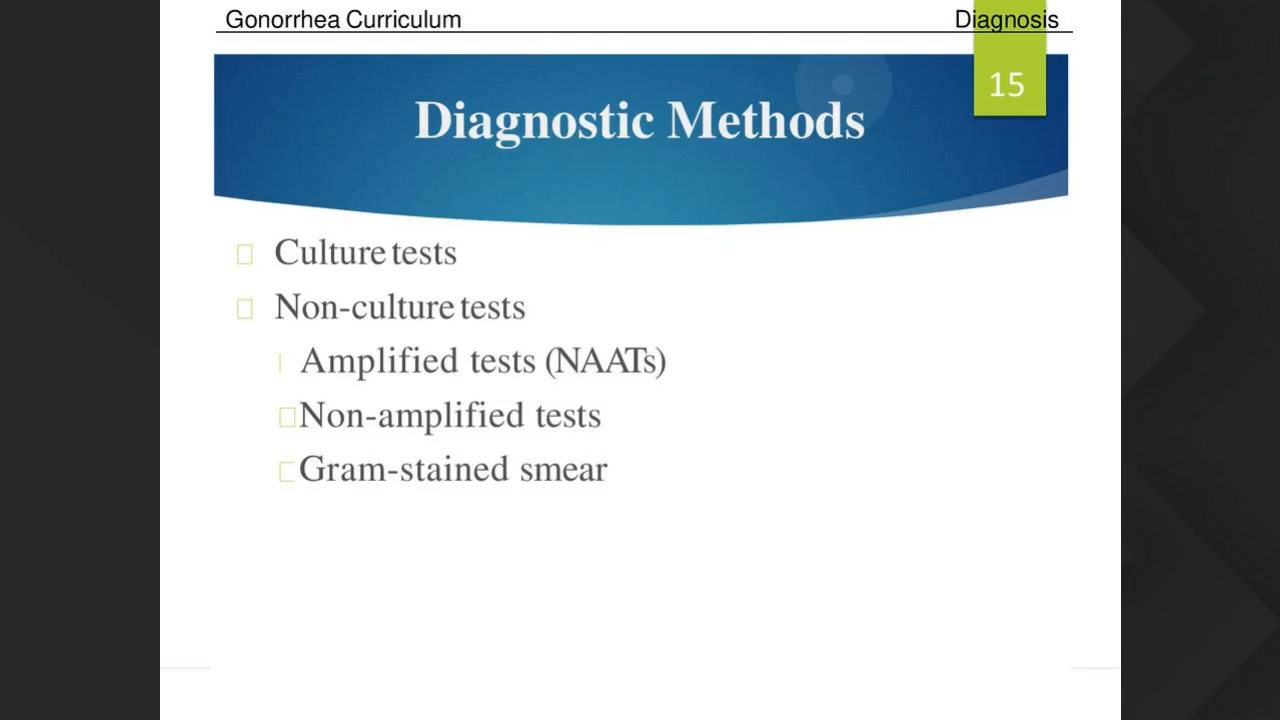 Gonorrhea Curriculum Diagnosis
15
Diagnostic Methods
Culture tests
Non-culture tests
Amplified tests (NAATs)
Non-amplified tests
Gram-stained smear